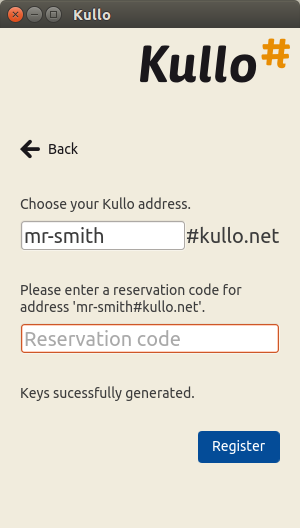 Kullo
Kullo#
Back
Choose your Kullo address.
mr-smith#kullo.net
Please enter a reservation code for
address 'mr-smith#kullo.net'.
Reservation code
Keys sucessfully generated.
Register